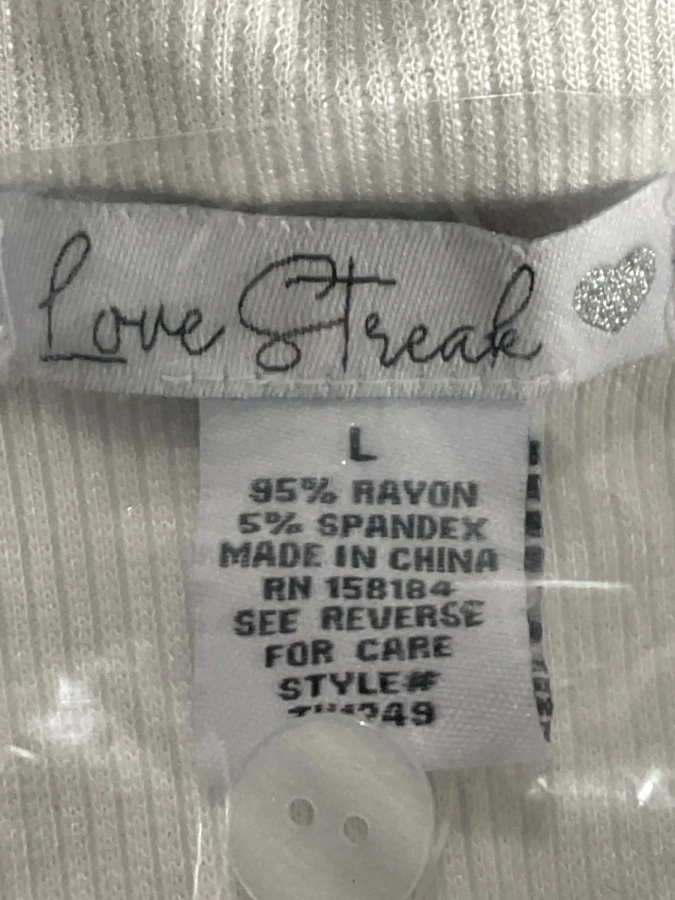 Love Streak
L
95% RAYON
5% SPANDEX
MADE IN CHINA
RN 158184
SEE REVERSE
FOR CARE
STYLE#